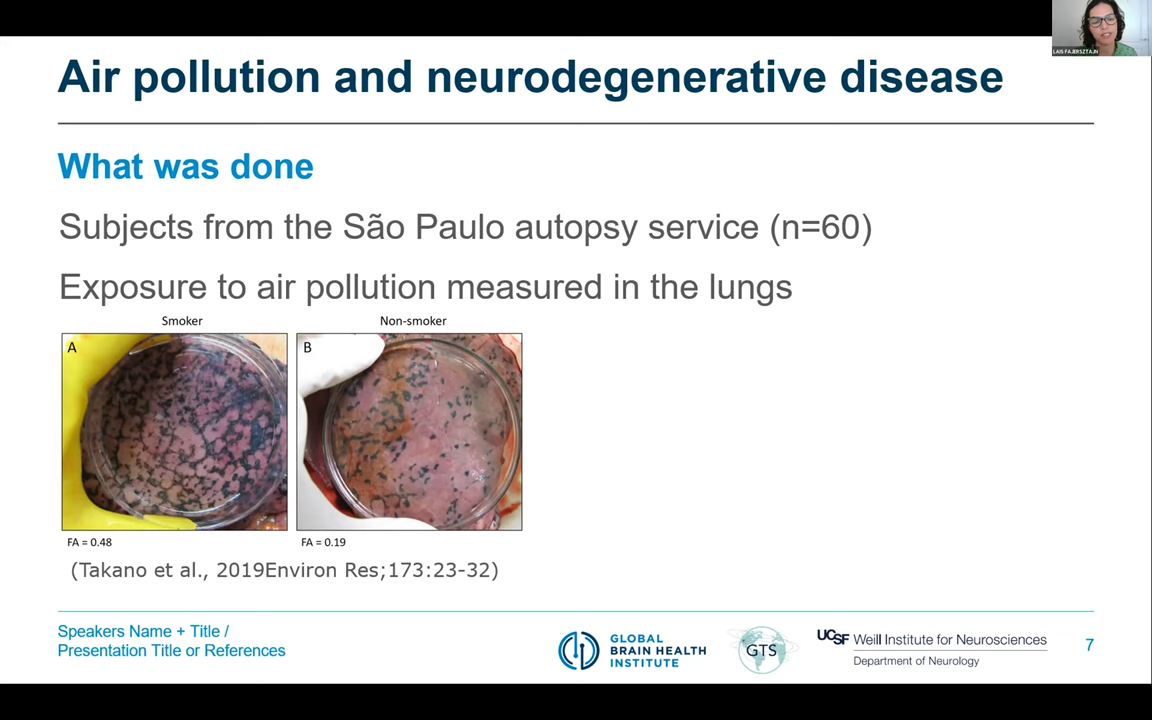 LAIS FAJERSZTAJN
Air pollution and neurodegenerative disease
What was done
Subjects from the São Paulo autopsy service (n=60)
Exposure to air pollution measured in the lungs
Smoker
Non-smoker
A
B
FA = 0.48
FA = 0.19
(Takano et al., 2019Environ Res;173:23-32)
Speakers Name + Title /
Presentation Title or References
GLOBAL
BRAIN HEALTH
INSTITUTE
GTS
UCSF Weill Institute for Neurosciences
Department of Neurology
7